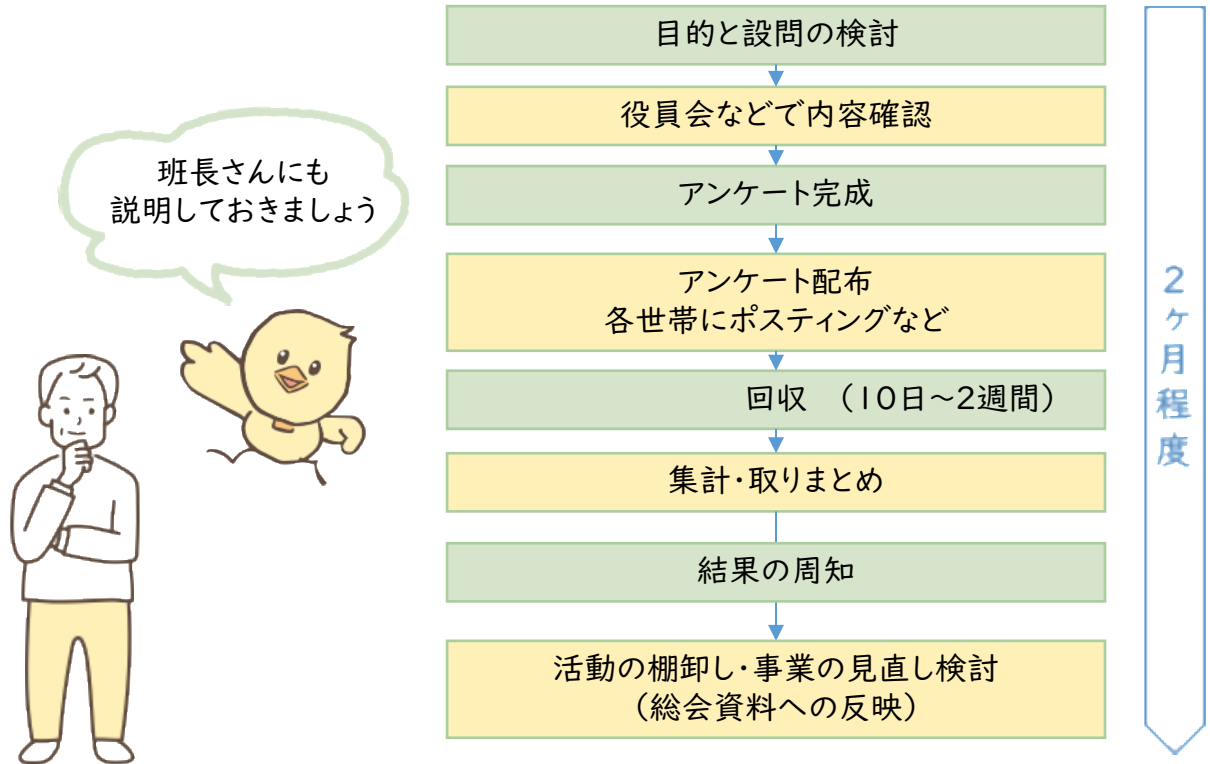 目的と設問の検討
役員会などで内容確認
班長さんにも
説明しておきましょう
アンケート完成
アンケート配布
各世帯にポスティングなど
回収 （10日～2週間）
集計・取りまとめ
結果の周知
活動の棚卸し・事業の見直し検討
（総会資料への反映）
2ヶ月程度